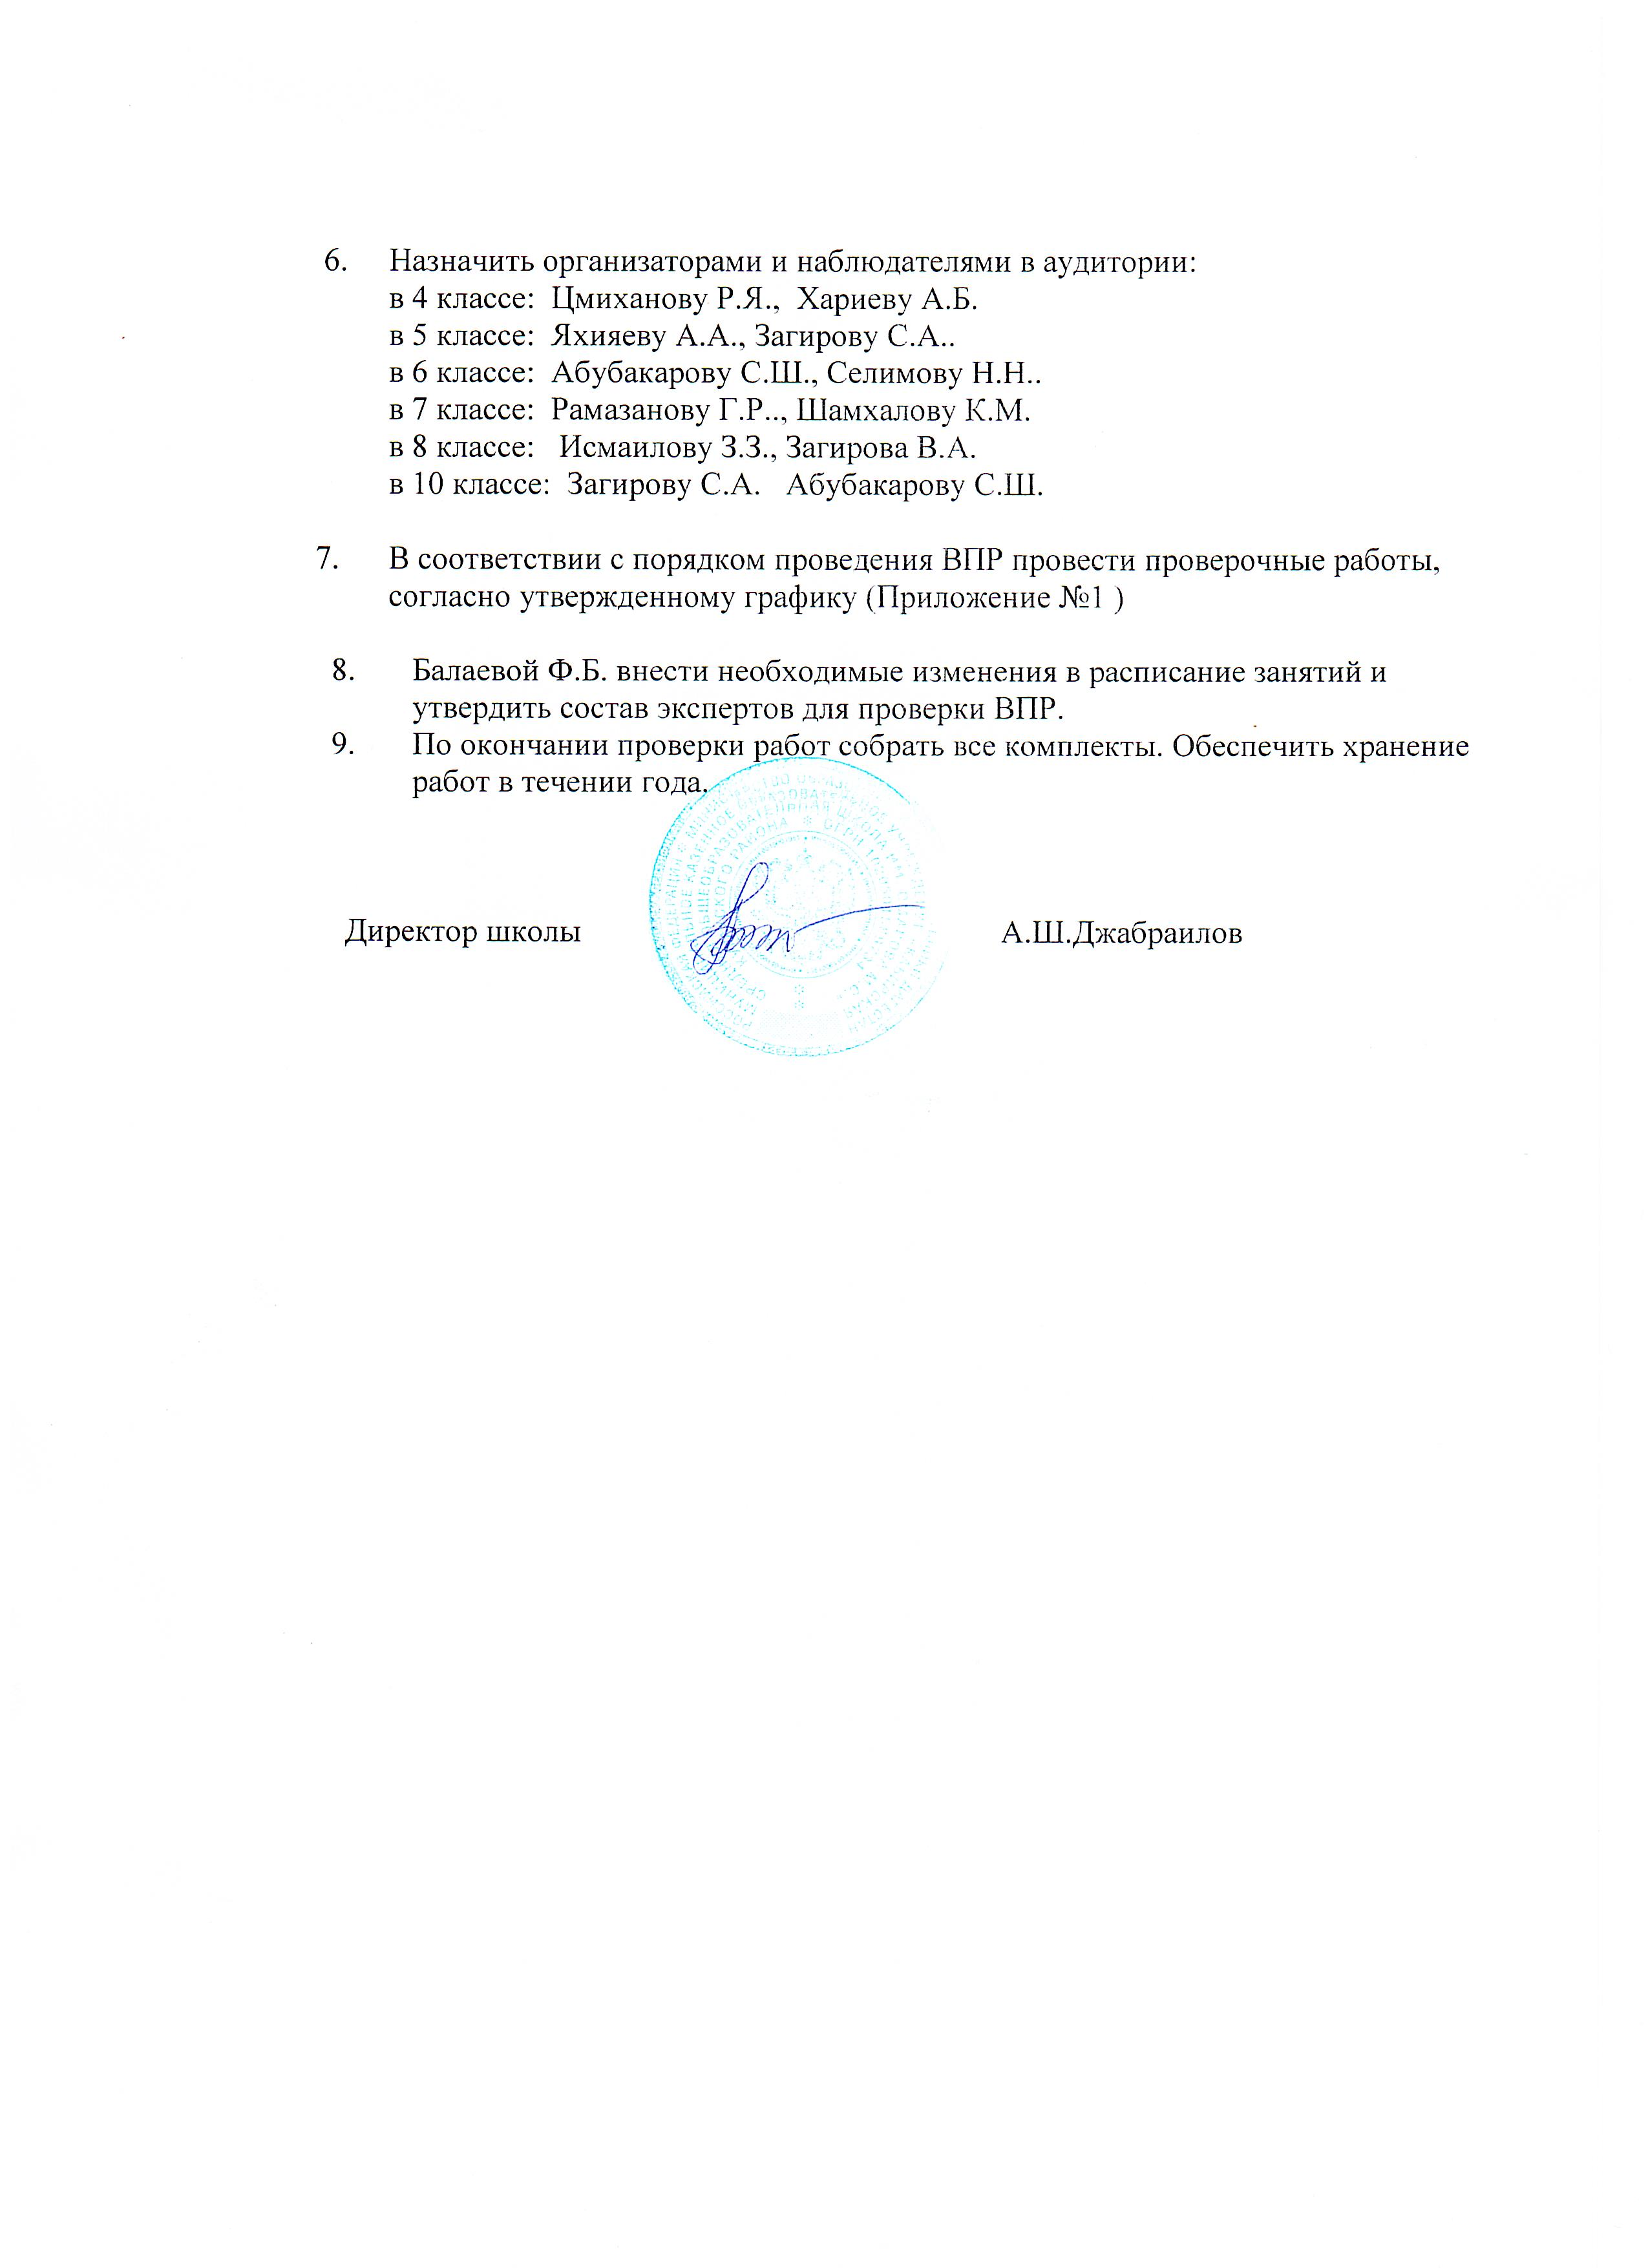 6. Назначить организаторами и наблюдателями в аудитории:
в 4 классе: Цмиханову Р.Я., Хариеву А.Б.
в 5 классе: Яхияеву А.А., Загирову С.А..
в 6 классе: Абубакарову С.Ш., Селимову Н.Н..
в 7 классе: Рамазанову Г.Р.., Шамхалову К.М.
в 8 классе: Исмаилову З.З., Загирова В.А.
в 10 классе: Загирову С.А. Абубакарову С.Ш.
7. В соответствии с порядком проведения ВПР провести проверочные работы,
согласно утвержденному графику (Приложение №1 )
8. Балаевой Ф.Б. внести необходимые изменения в расписание занятий и
утвердить состав экспертов для проверки ВПР.
9. По окончании проверки работ собрать все комплекты. Обеспечить хранение
работ в течении года.
Директор школы А.Ш.Джабраилов